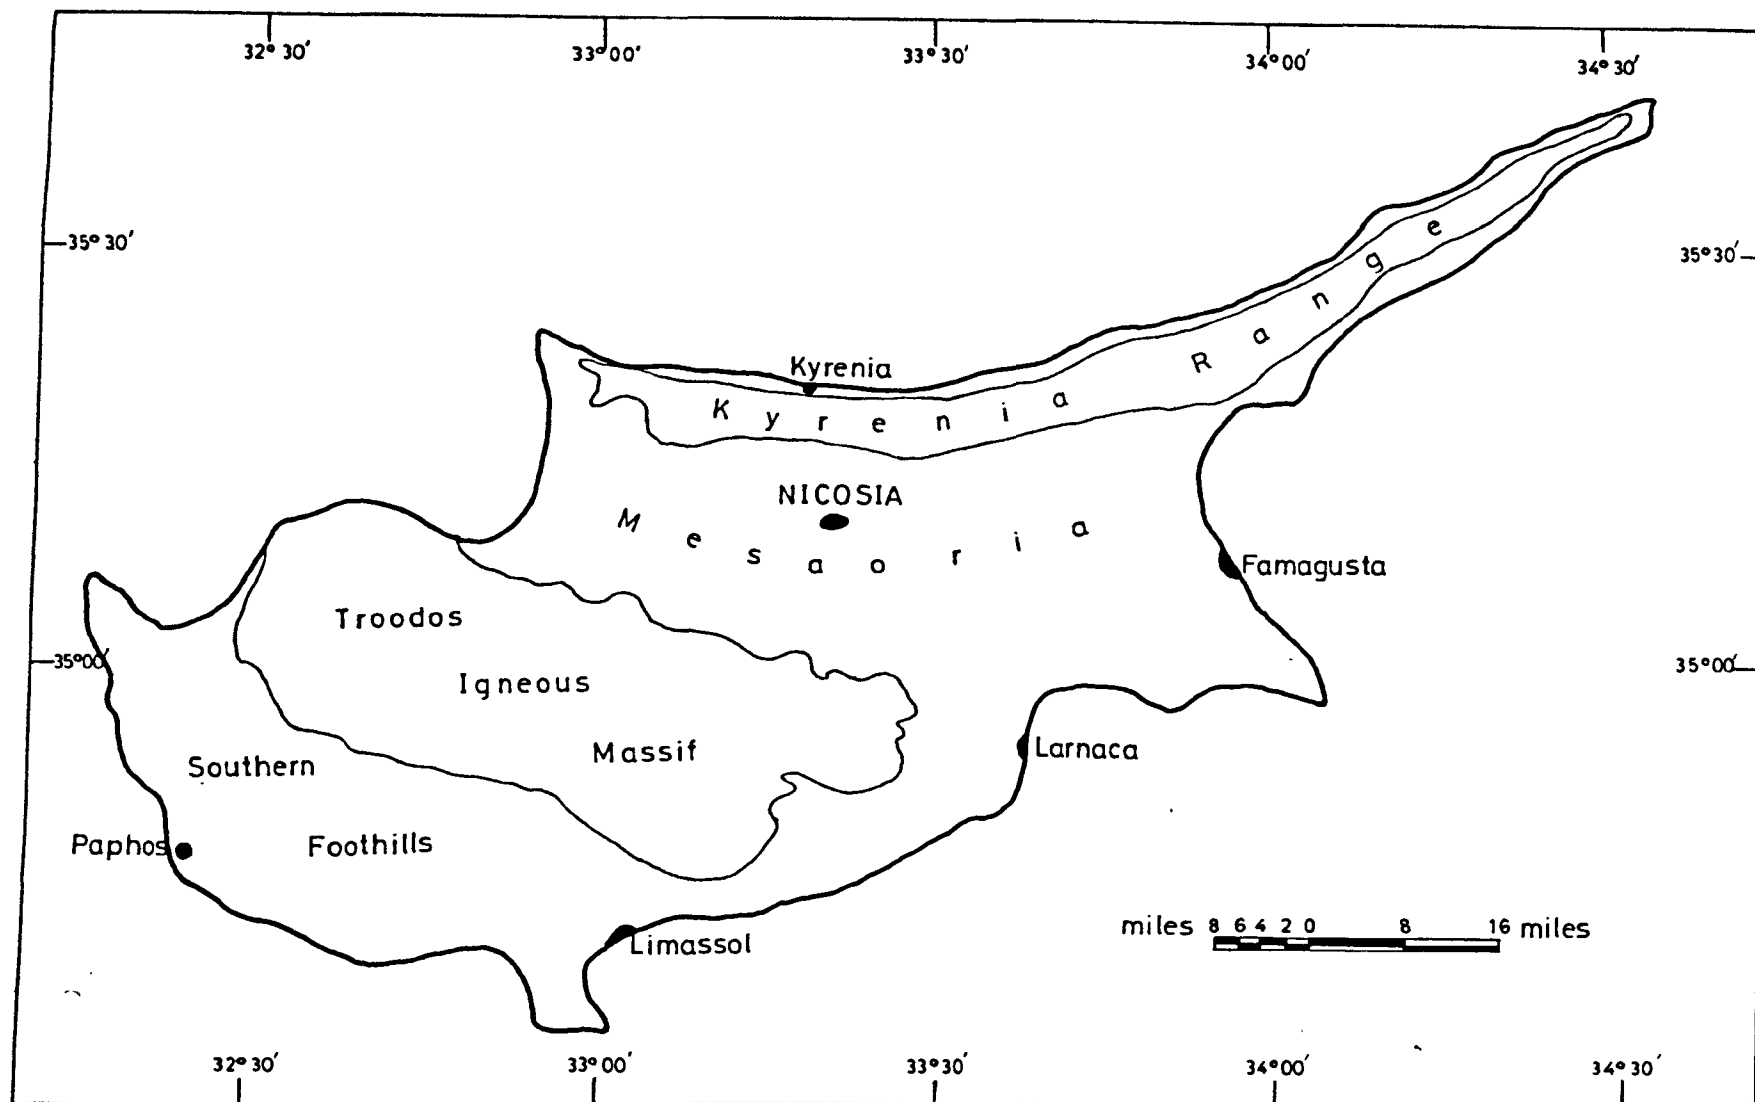 32° 30′ 33° 00′ 33° 30′ 34° 00′ 34° 30′
35° 30′ 35° 30′
Kyrenia
Kyrenia Range
NICOSIA
Mesaoria
Famagusta
Troodos
35° 00′ 35° 00′
Igneous
Massif
Larnaca
Southern
Paphos
Foothills
miles 8 6 4 2 0 8 16 miles
Limassol
32° 30′ 33° 00′ 33° 30′ 34° 00′ 34° 30′